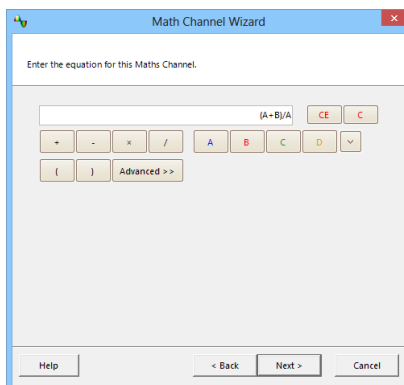 Math Channel Wizard
Enter the equation for this Maths Channel.
(A+B)/A CE C
+ - × / A B C D
( ) Advanced >>
Help < Back Next > Cancel